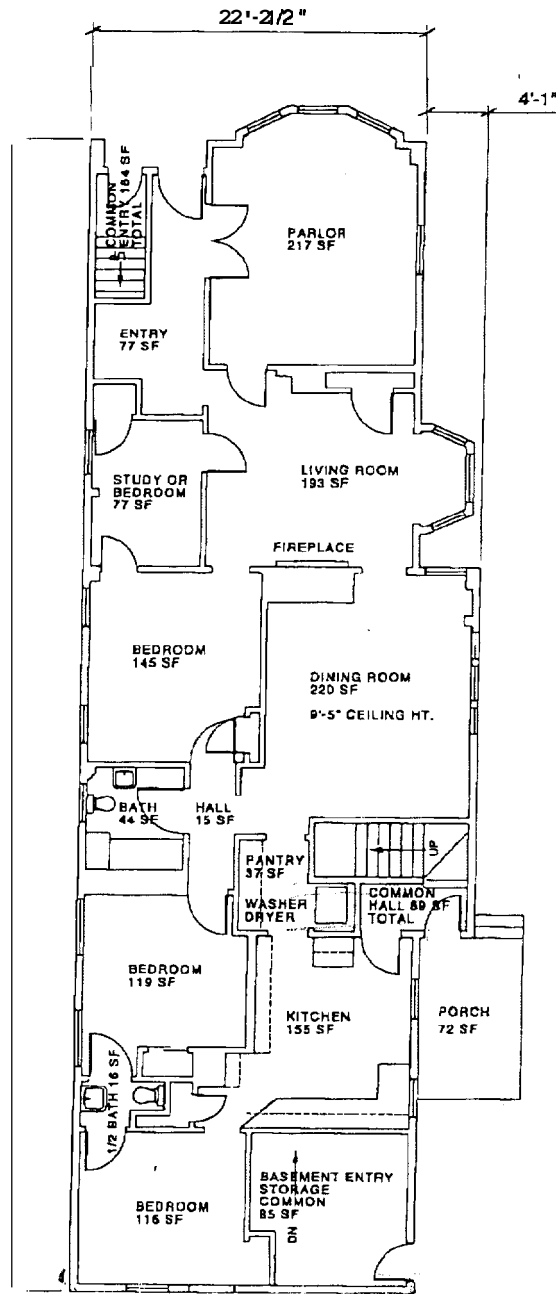 22'-2 1/2"
4'-1"
COMMON
ENTRY 184 SF
TOTAL
PARLOR
217 SF
ENTRY
77 SF
STUDY OR
BEDROOM
77 SF
LIVING ROOM
193 SF
FIREPLACE
BEDROOM
145 SF
DINING ROOM
220 SF
9'-5" CEILING HT.
BATH
44 SF
HALL
15 SF
UP
PANTRY
37 SF
WASHER
DRYER
COMMON
HALL 89 SF
TOTAL
BEDROOM
119 SF
KITCHEN
155 SF
PORCH
72 SF
1/2 BATH 16 SF
BEDROOM
116 SF
BASEMENT ENTRY
STORAGE
COMMON
85 SF
DN